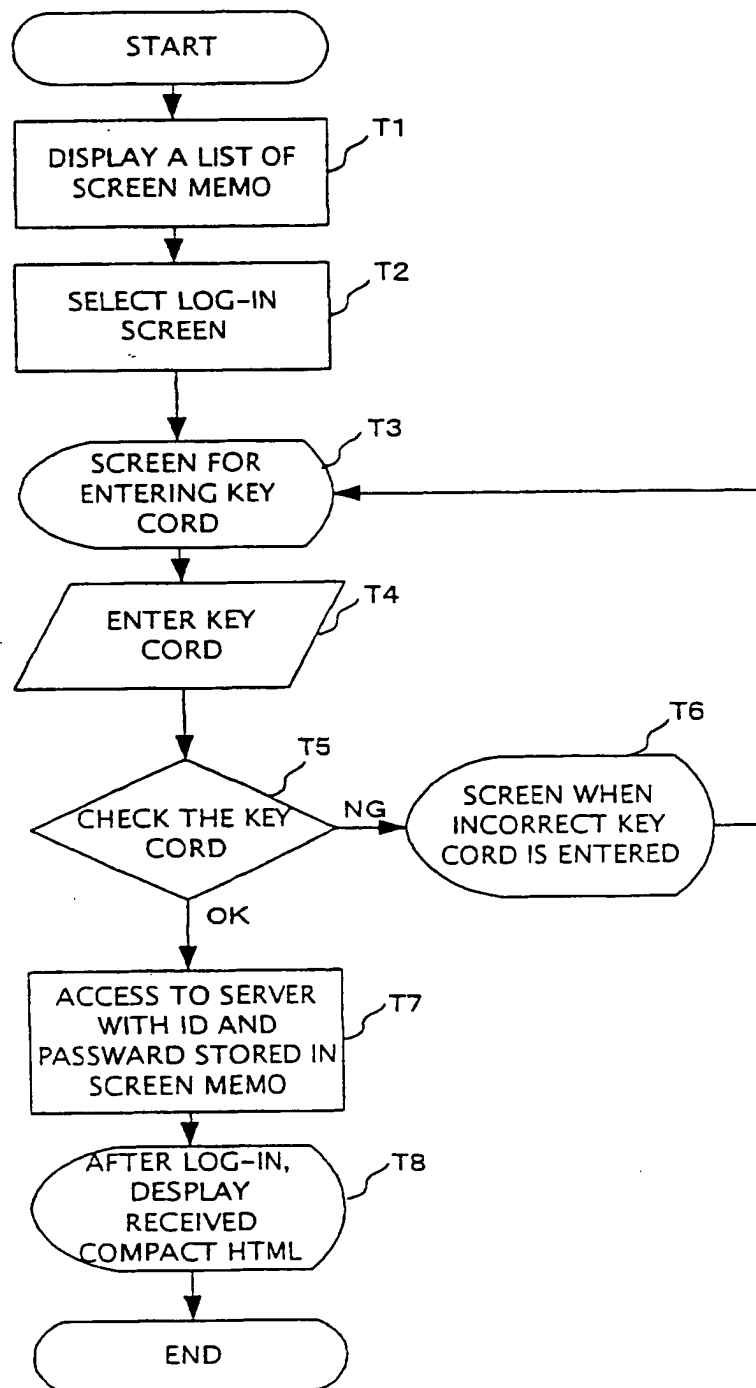 START
T1
DISPLAY A LIST OF
SCREEN MEMO
T2
SELECT LOG-IN
SCREEN
T3
SCREEN FOR
ENTERING KEY
CORD
T4
ENTER KEY
CORD
T5
CHECK THE KEY
CORD
NG
T6
SCREEN WHEN
INCORRECT KEY
CORD IS ENTERED
OK
ACCESS TO SERVER
WITH ID AND
PASSWARD STORED IN
SCREEN MEMO
T7
AFTER LOG-IN,
DESPLAY
RECEIVED
COMPACT HTML
T8
END